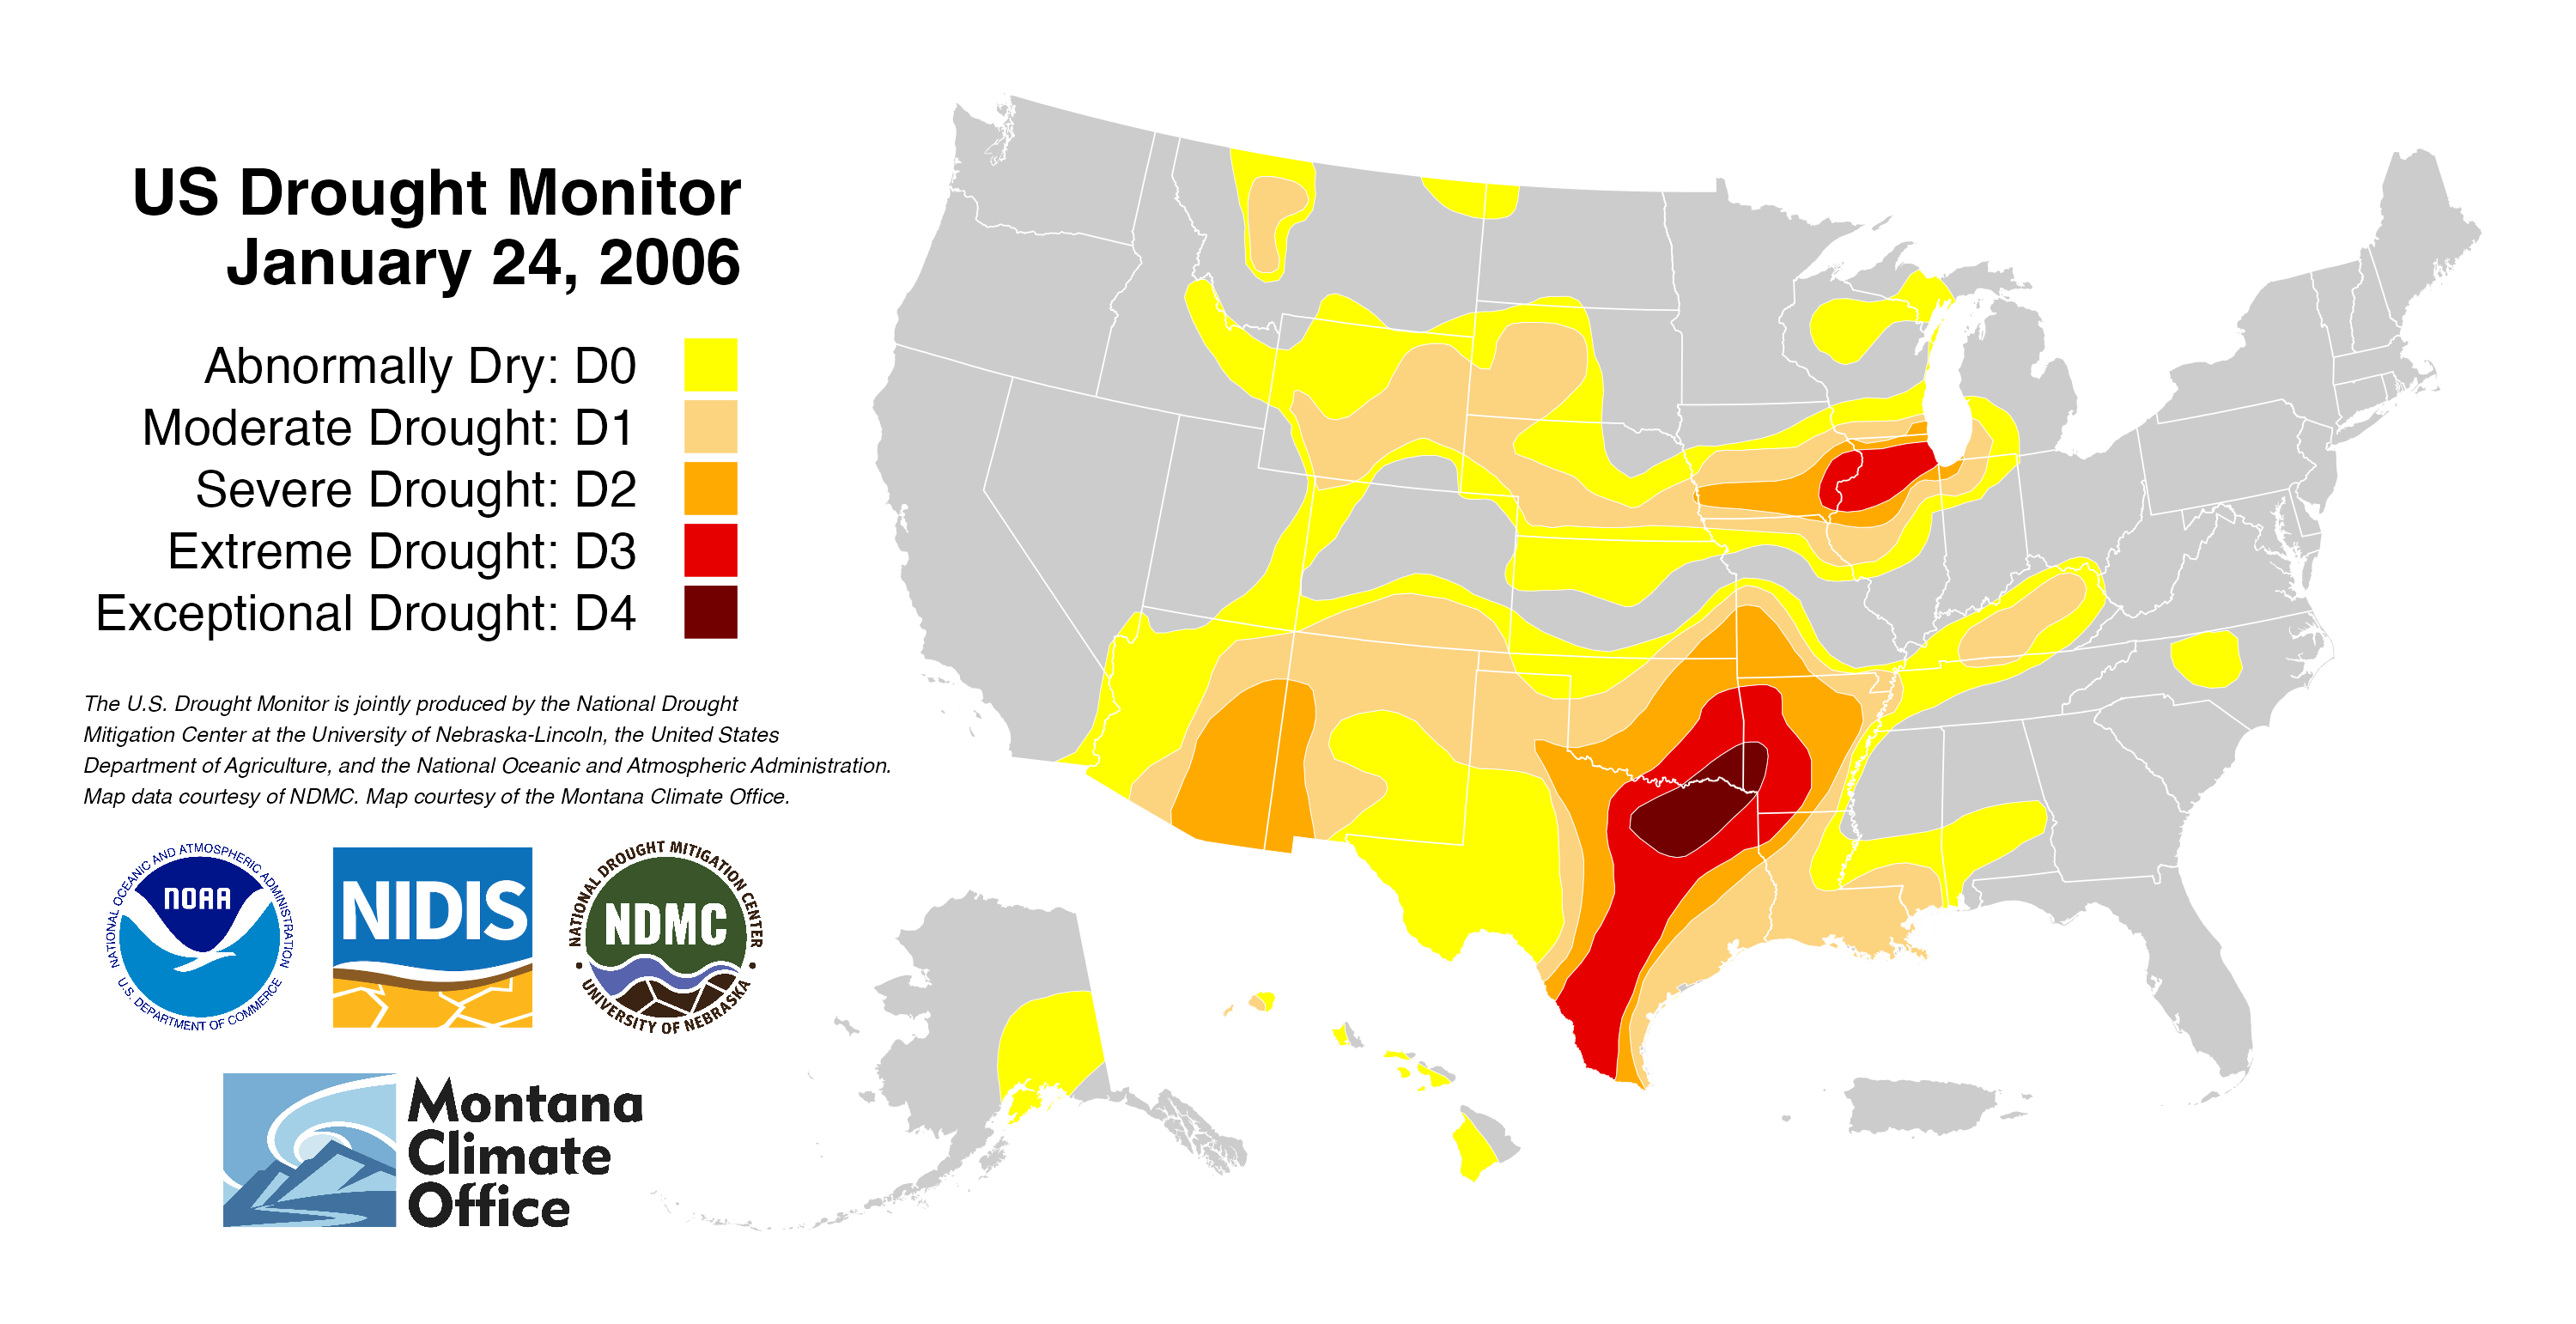 US Drought Monitor
January 24, 2006
Abnormally Dry: D0
Moderate Drought: D1
Severe Drought: D2
Extreme Drought: D3
Exceptional Drought: D4
The U.S. Drought Monitor is jointly produced by the National Drought
Mitigation Center at the University of Nebraska-Lincoln, the United States
Department of Agriculture, and the National Oceanic and Atmospheric Administration.
Map data courtesy of NDMC. Map courtesy of the Montana Climate Office.
NATIONAL OCEANIC AND ATMOSPHERIC ADMINISTRATION
NOAA
U.S. DEPARTMENT OF COMMERCE
NIDIS
NATIONAL DROUGHT MITIGATION CENTER
NDMC
UNIVERSITY OF NEBRASKA
Montana
Climate
Office